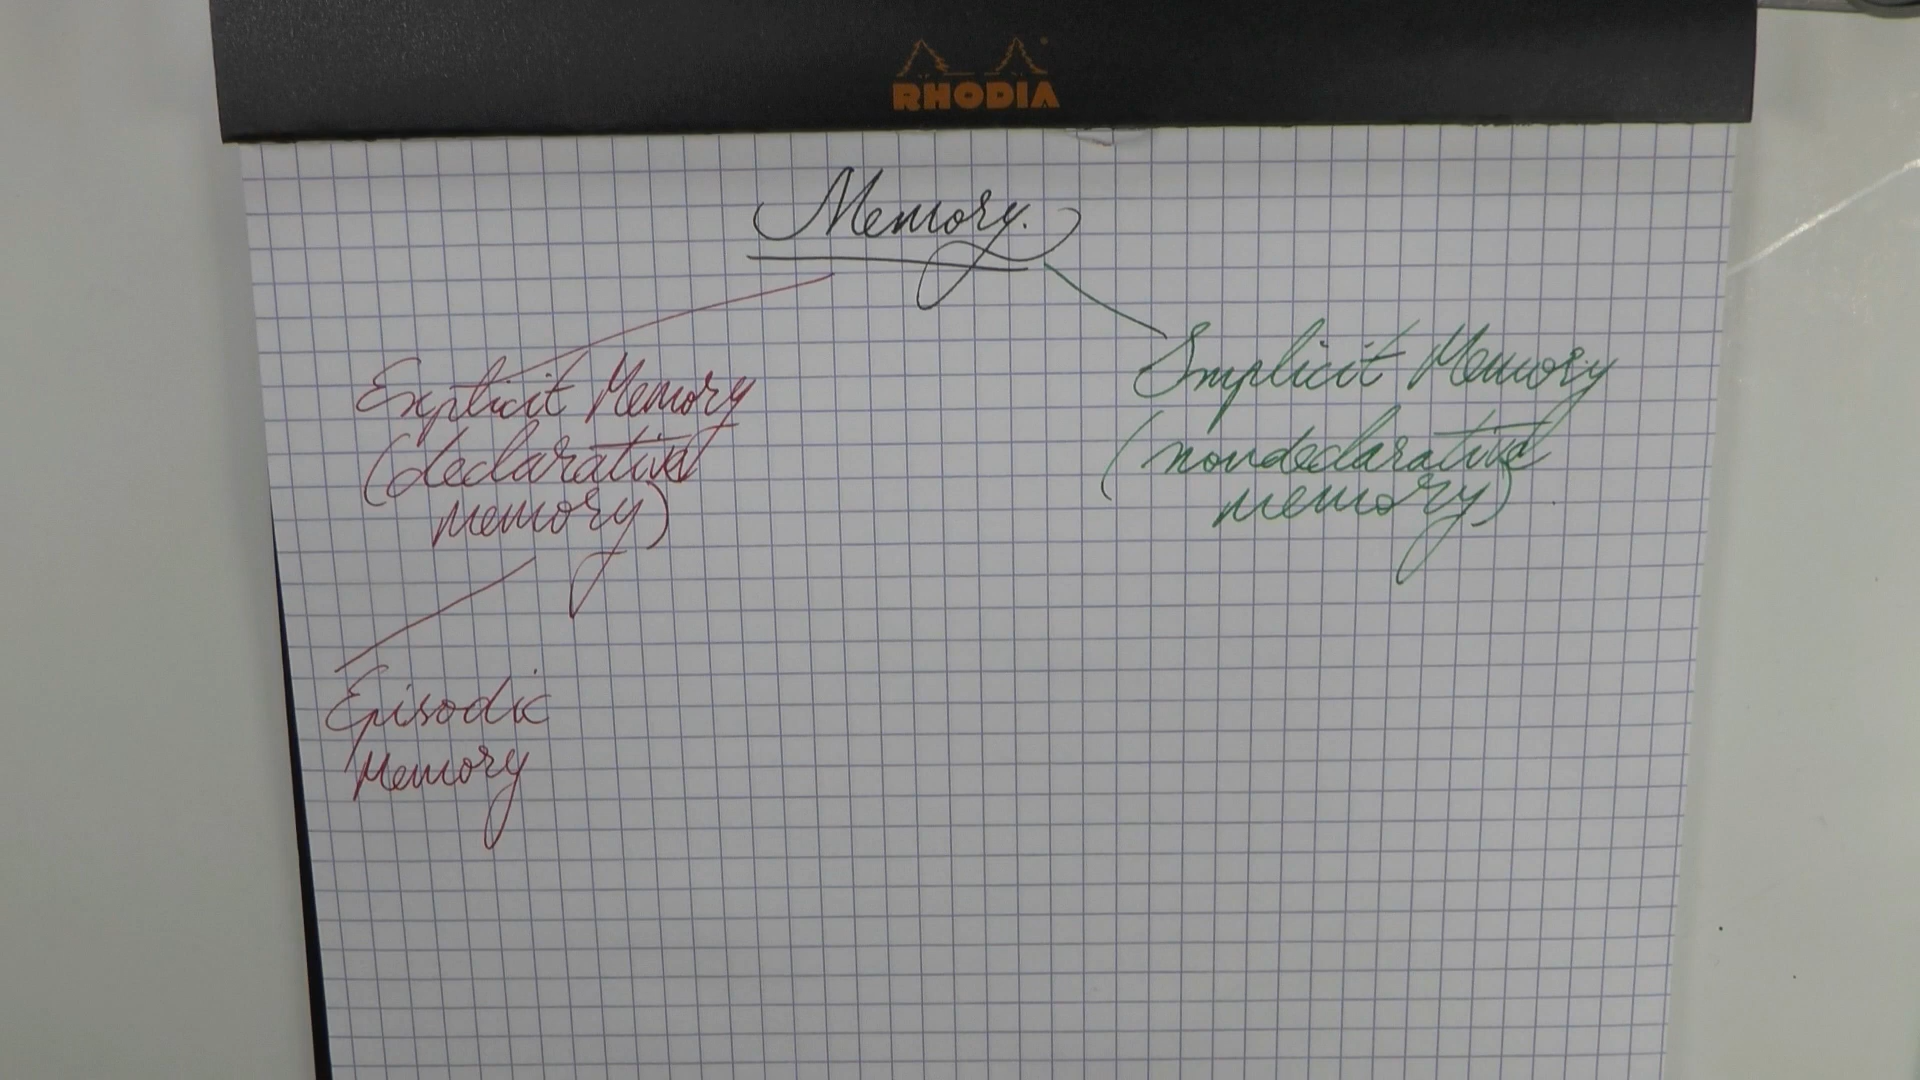 RHODIA
Memory.
Explicit Memory
(declarative
memory)
Implicit Memory
(nondeclarative
memory)
Episodic
Memory